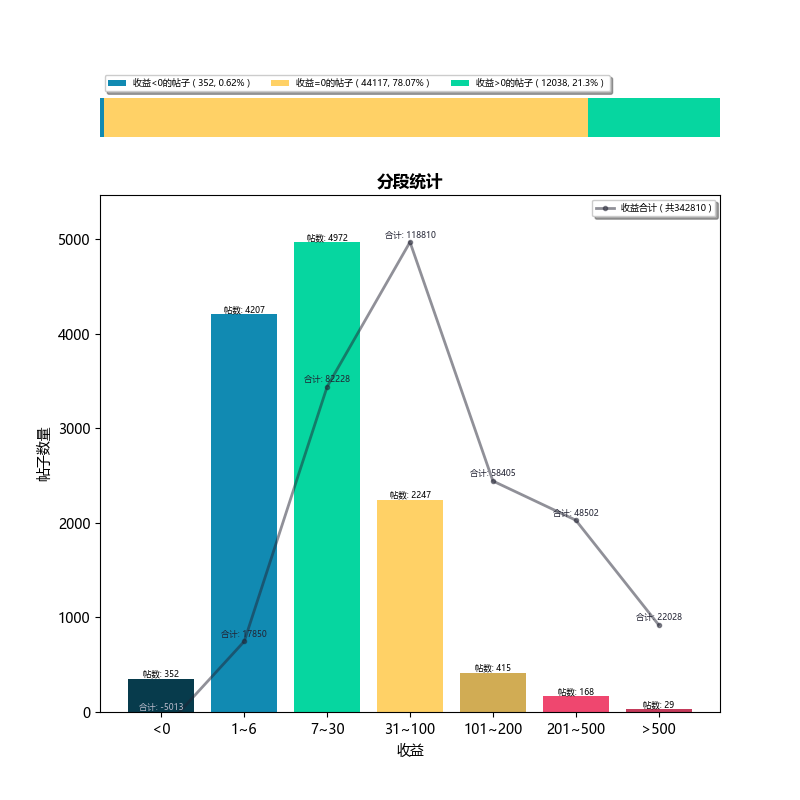 收益<0的帖子 ( 352, 0.62% ) 收益=0的帖子 ( 44117, 78.07% ) 收益>0的帖子 ( 12038, 21.3% )
分段统计
收益合计 ( 共342810 )
合计: 118810
5000
帖数: 4972
帖数: 4207
4000
合计: 82228
3000
帖子数量
帖数: 2247
合计: 58405
2000
合计: 48502
1000
合计: 22028
合计: 17850
帖数: 352
帖数: 415
帖数: 168
帖数: 29
合计: -5013
0
<0 1~6 7~30 31~100 101~200 201~500 >500
收益